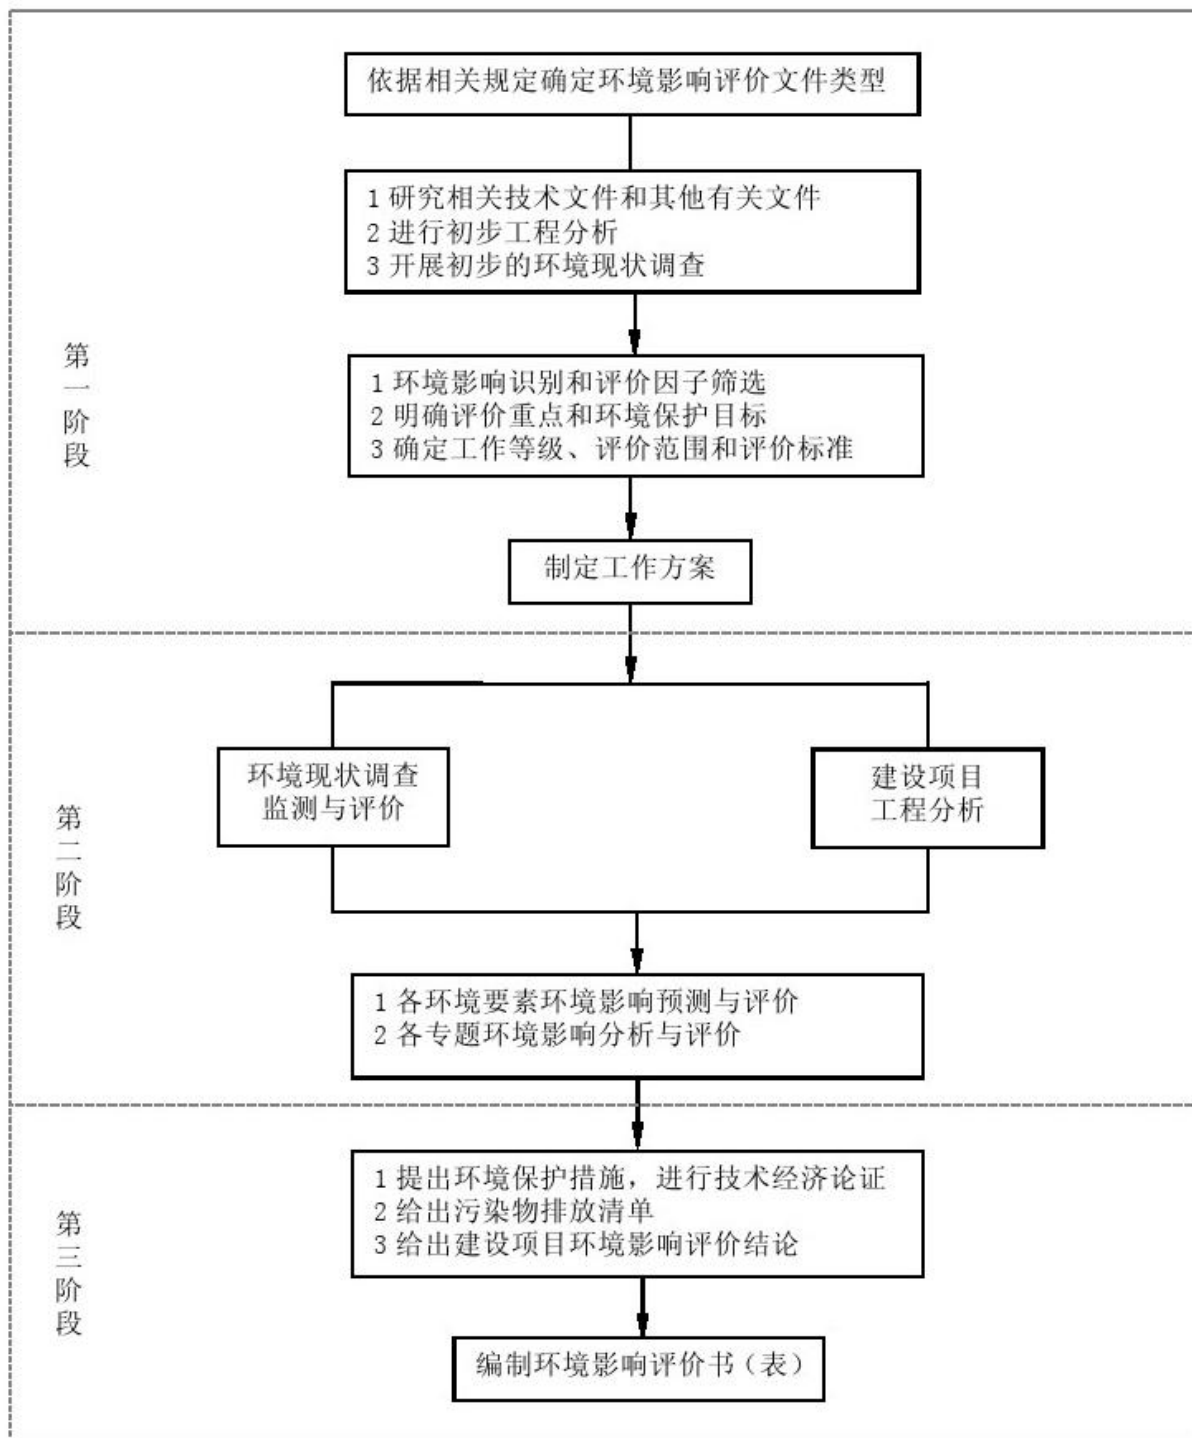 依据相关规定确定环境影响评价文件类型
1 研究相关技术文件和其他有关文件
2 进行初步工程分析
3 开展初步的环境现状调查
第一阶段
1 环境影响识别和评价因子筛选
2 明确评价重点和环境保护目标
3 确定工作等级、评价范围和评价标准
制定工作方案
第二阶段
环境现状调查
监测与评价
建设项目
工程分析
1 各环境要素环境影响预测与评价
2 各专题环境影响分析与评价
第三阶段
1 提出环境保护措施，进行技术经济论证
2 给出污染物排放清单
3 给出建设项目环境影响评价结论
编制环境影响评价书（表）